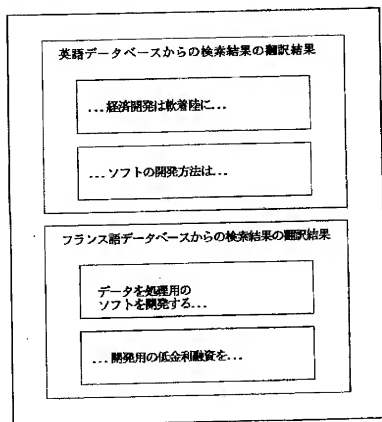 英語データベースからの検索結果の翻訳結果
...経済開発は軟着陸に...
...ソフトの開発方法は...
フランス語データベースからの検索結果の翻訳結果
データを処理用の
ソフトを開発する...
...開発用の低金利融資を...